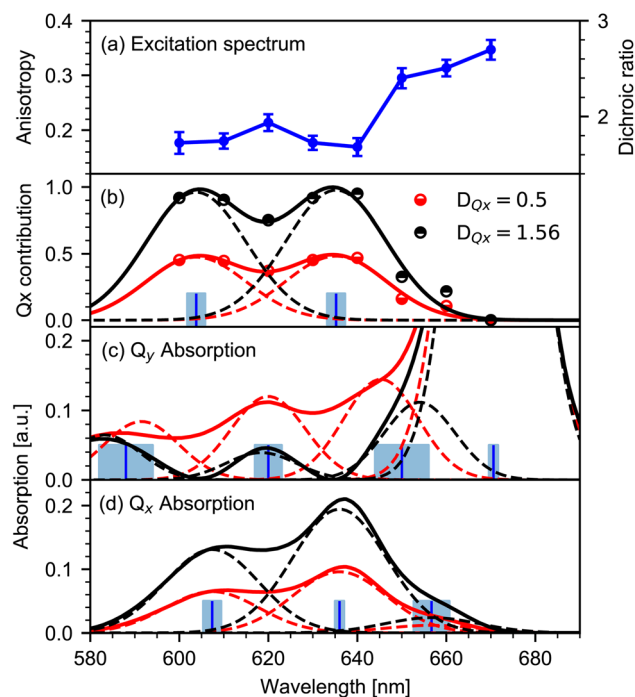 0.4
0.3
0.2
Anisotropy
(a) Excitation spectrum
3
2
Dichroic ratio
1.0
0.5
0.0
Qx contribution
(b)
D_Qx = 0.5
D_Qx = 1.56
0.2
0.1
0.0
(c) Q_y Absorption
Absorption [a.u.]
0.2
0.1
0.0
(d) Q_x Absorption
580 600 620 640 660 680
Wavelength [nm]